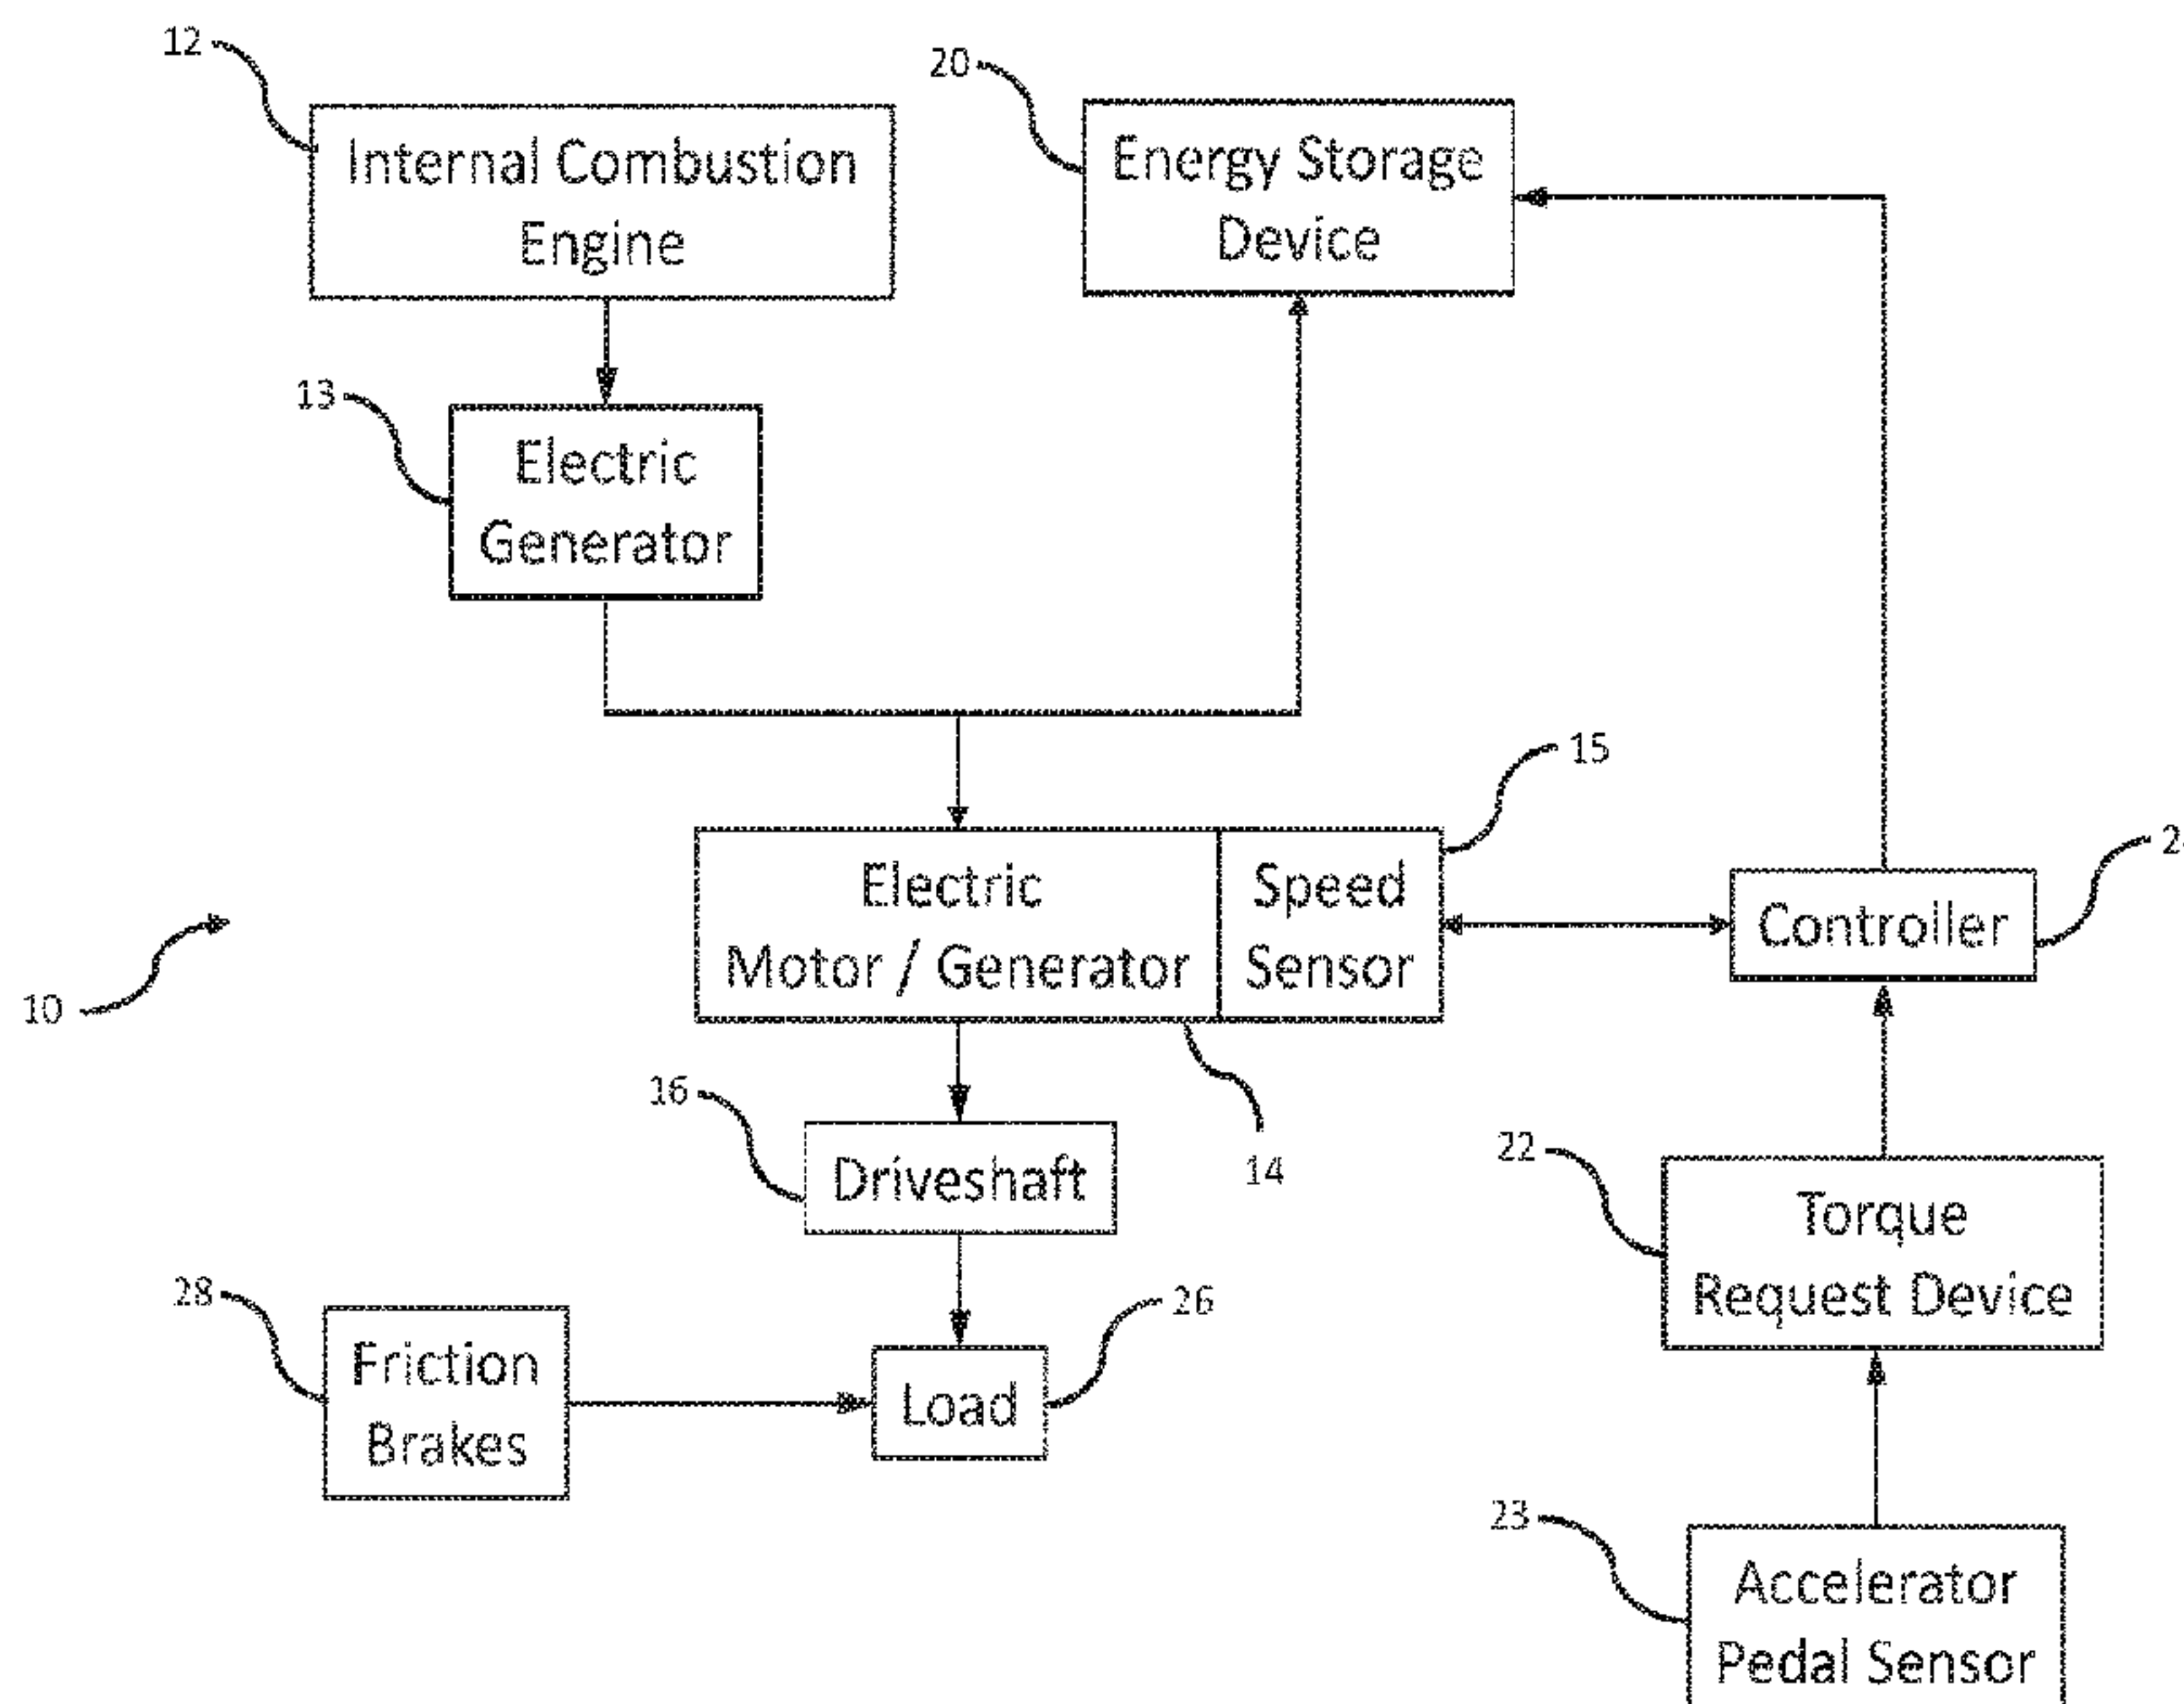 12
Internal Combustion
Engine
20
Energy Storage
Device
13
Electric
Generator
15
Electric
Motor / Generator
Speed
Sensor
Controller
10
16
Driveshaft
14
22
Torque
Request Device
28
Friction
Brakes
Load
26
23
Accelerator
Pedal Sensor